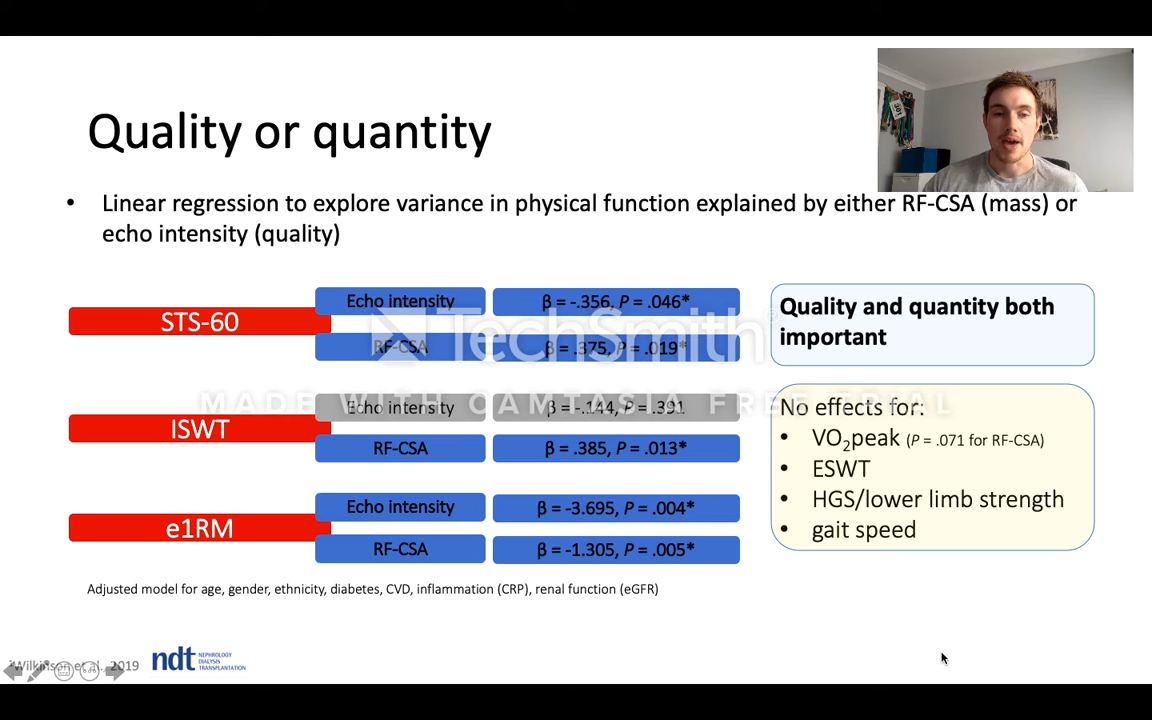 Quality or quantity
• Linear regression to explore variance in physical function explained by either RF-CSA (mass) or
echo intensity (quality)
STS-60
Echo intensity
β = -.356, P = .046*
RF-CSA
β = .375, P = .019*
ISWT
Echo intensity
β = -.144, P = .391
RF-CSA
β = .385, P = .013*
e1RM
Echo intensity
β = -3.695, P = .004*
RF-CSA
β = -1.305, P = .005*
Quality and quantity both
important
No effects for:
• VO₂peak (P = .071 for RF-CSA)
• ESWT
• HGS/lower limb strength
• gait speed
TechSmith®
MADE WITH CAMTASIA FREE TRIAL
Adjusted model for age, gender, ethnicity, diabetes, CVD, inflammation (CRP), renal function (eGFR)
Wilkinson et al. 2019
ndt NEPHROLOGY
DIALYSIS
TRANSPLANTATION